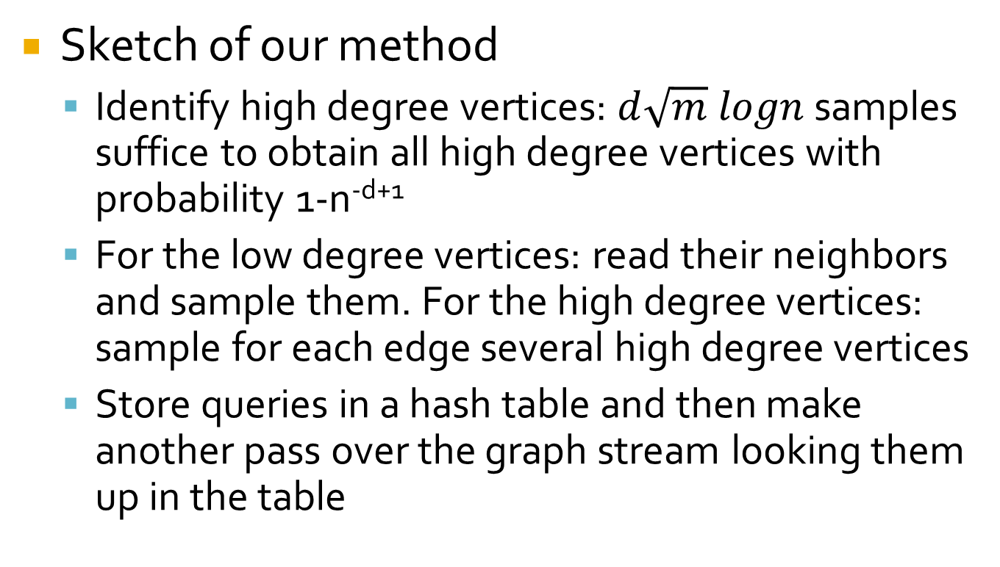 Sketch of our method
Identify high degree vertices: d√m logn samples
suffice to obtain all high degree vertices with
probability 1-n^-d+1
For the low degree vertices: read their neighbors
and sample them. For the high degree vertices:
sample for each edge several high degree vertices
Store queries in a hash table and then make
another pass over the graph stream looking them
up in the table